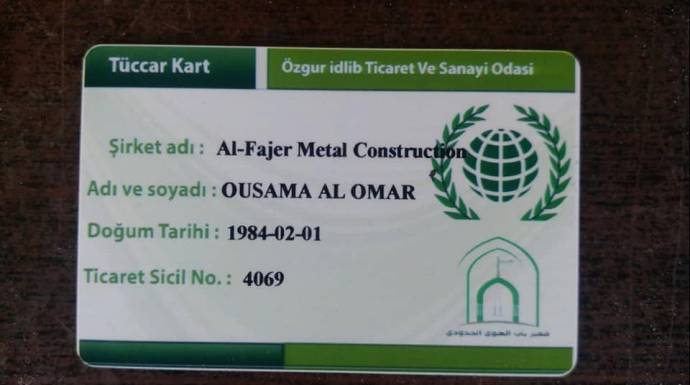 Tüccar Kart
Özgur idlib Ticaret Ve Sanayi Odasi
Şirket adı : Al-Fajer Metal Construction
Adı ve soyadı : OUSAMA AL OMAR
Doğum Tarihi : 1984-02-01
Ticaret Sicil No. : 4069
معبر باب الهوى الحدودي